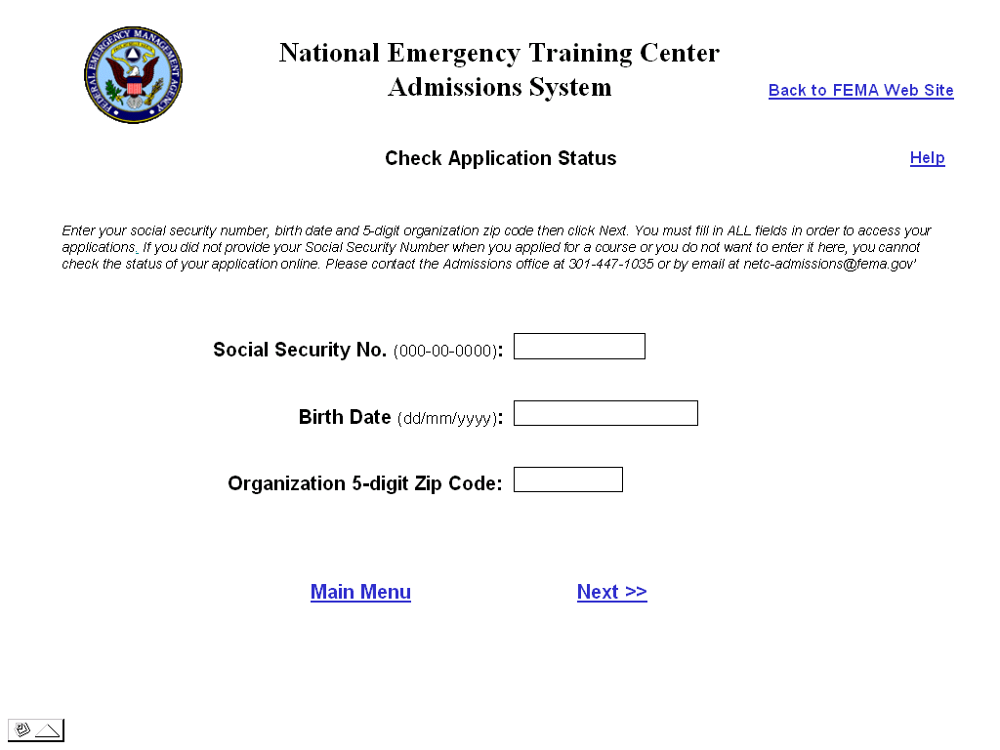 FEDERAL EMERGENCY MANAGEMENT AGENCY
National Emergency Training Center
Admissions System
Back to FEMA Web Site
Check Application Status
Help
Enter your social security number, birth date and 5-digit organization zip code then click Next. You must fill in ALL fields in order to access your
applications. If you did not provide your Social Security Number when you applied for a course or you do not want to enter it here, you cannot
check the status of your application online. Please contact the Admissions office at 301-447-1035 or by email at netc-admissions@fema.gov'
Social Security No. (000-00-0000):
Birth Date (dd/mm/yyyy):
Organization 5-digit Zip Code:
Main Menu
Next >>